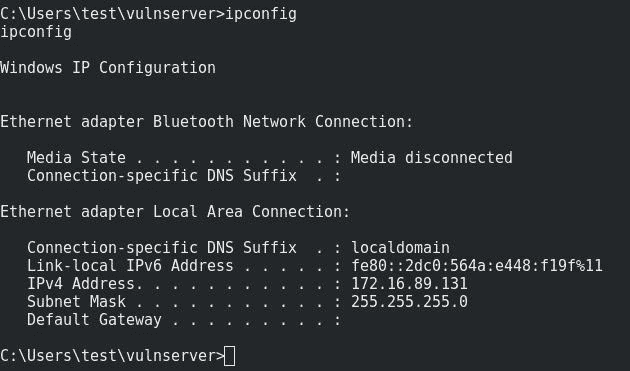 C:\Users\test\vulnserver>ipconfig
ipconfig
Windows IP Configuration
Ethernet adapter Bluetooth Network Connection:
   Media State . . . . . . . . . . . : Media disconnected
   Connection-specific DNS Suffix  . :
Ethernet adapter Local Area Connection:
   Connection-specific DNS Suffix  . : localdomain
   Link-local IPv6 Address . . . . . : fe80::2dc0:564a:e448:f19f%11
   IPv4 Address. . . . . . . . . . . : 172.16.89.131
   Subnet Mask . . . . . . . . . . . : 255.255.255.0
   Default Gateway . . . . . . . . . :
C:\Users\test\vulnserver>